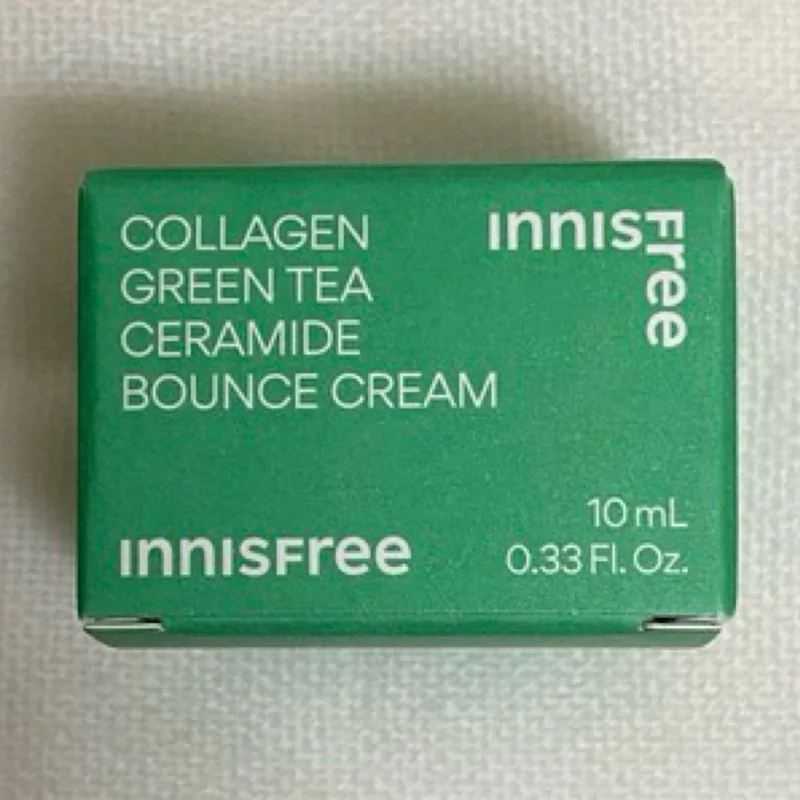 COLLAGEN
GREEN TEA
CERAMIDE
BOUNCE CREAM
innisfree
innisfree
10 mL
0.33 Fl. Oz.